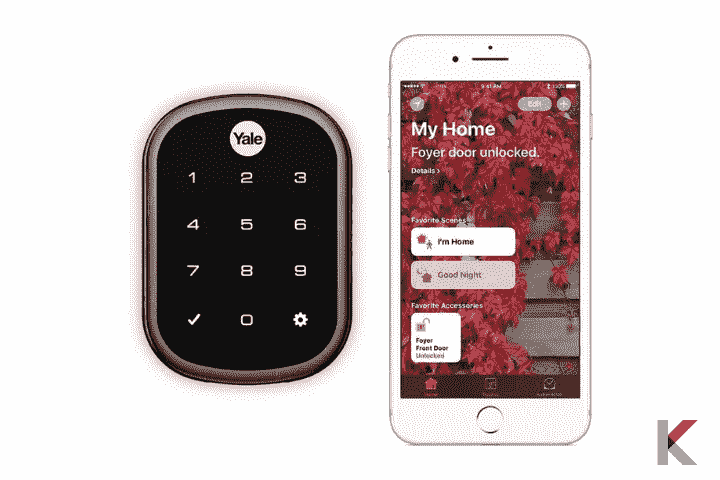 Yale
1 2 3
4 5 6
7 8 9
0
9:41 AM
Edit
My Home
Foyer door unlocked.
Details ›
Favorite Scenes
I'm Home
Good Night
Favorite Accessories
Foyer
Front Door
Unlocked
K